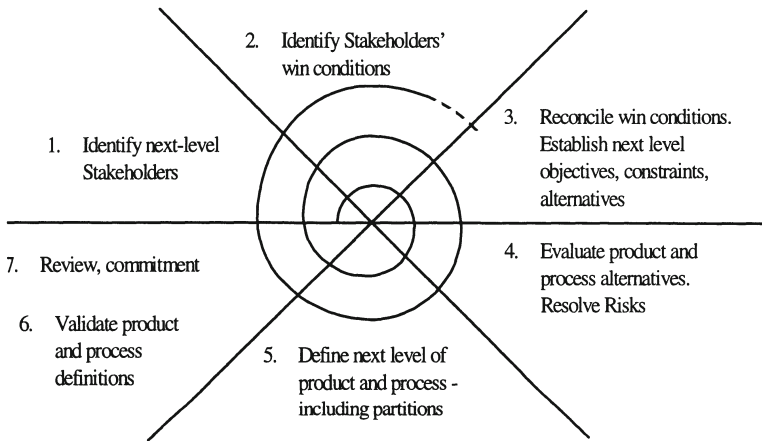 2. Identify Stakeholders’
win conditions
1. Identify next-level
Stakeholders
3. Reconcile win conditions.
Establish next level
objectives, constraints,
alternatives
4. Evaluate product and
process alternatives.
Resolve Risks
5. Define next level of
product and process -
including partitions
6. Validate product
and process
definitions
7. Review, commitment